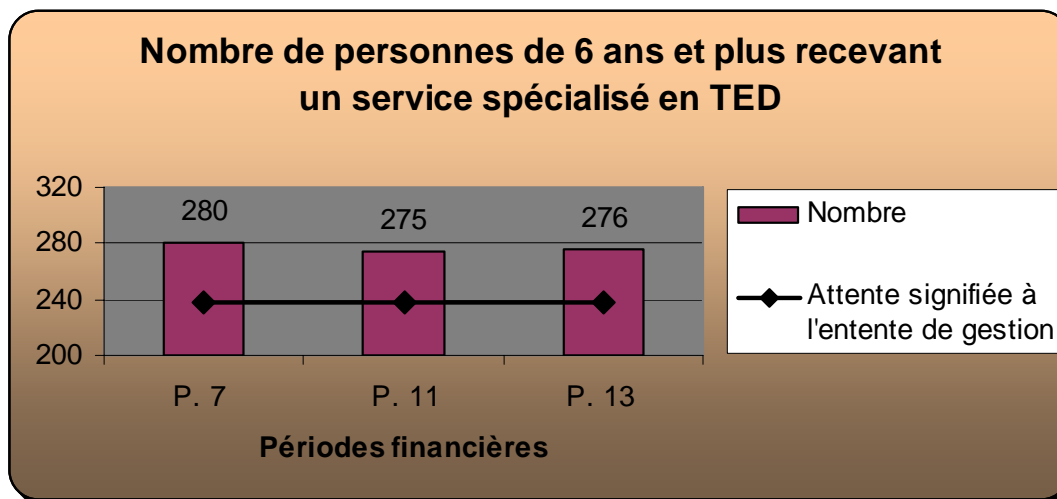 Nombre de personnes de 6 ans et plus recevant
un service spécialisé en TED
320
280
240
200
280
275
276
P. 7
P. 11
P. 13
Périodes financières
Nombre
Attente signifiée à
l'entente de gestion